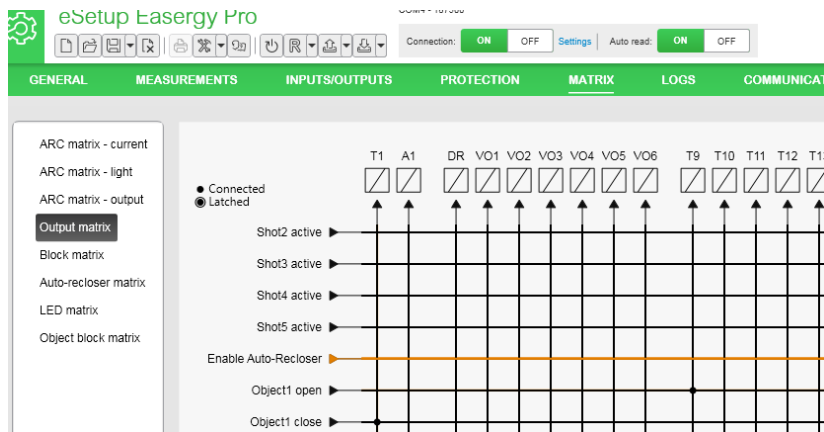 eSetup Easergy Pro
Connection: ON OFF Settings Auto read: ON OFF
GENERAL MEASUREMENTS INPUTS/OUTPUTS PROTECTION MATRIX LOGS
ARC matrix - current
ARC matrix - light
ARC matrix - output
Output matrix
Block matrix
Auto-recloser matrix
LED matrix
Object block matrix
Connected
Latched
T1 A1 DR VO1 VO2 VO3 VO4 VO5 VO6 T9 T10 T11 T12
Shot2 active
Shot3 active
Shot4 active
Shot5 active
Enable Auto-Recloser
Object1 open
Object1 close